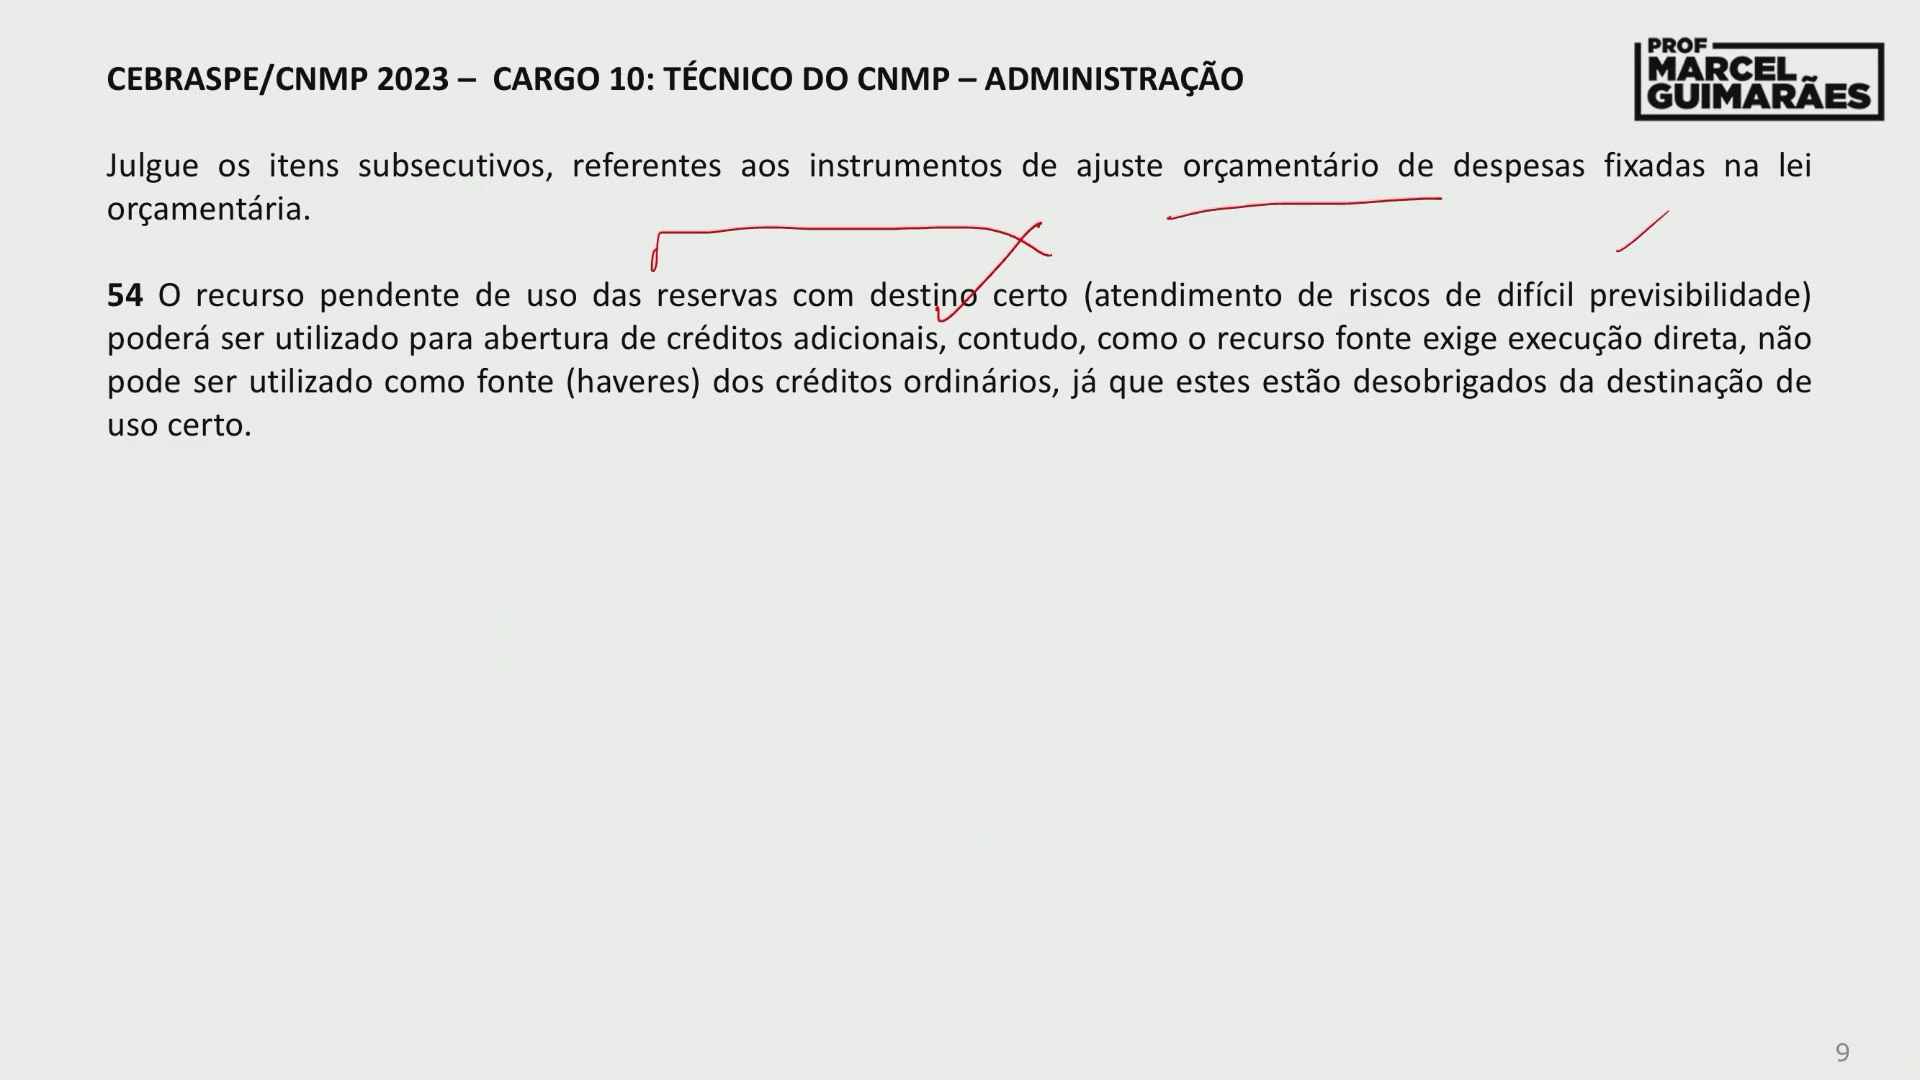 CEBRASPE/CNMP 2023 – CARGO 10: TÉCNICO DO CNMP – ADMINISTRAÇÃO
PROF
MARCEL
GUIMARÃES
Julgue os itens subsecutivos, referentes aos instrumentos de ajuste orçamentário de despesas fixadas na lei
orçamentária.
54 O recurso pendente de uso das reservas com destino certo (atendimento de riscos de difícil previsibilidade)
poderá ser utilizado para abertura de créditos adicionais, contudo, como o recurso fonte exige execução direta, não
pode ser utilizado como fonte (haveres) dos créditos ordinários, já que estes estão desobrigados da destinação de
uso certo.
9